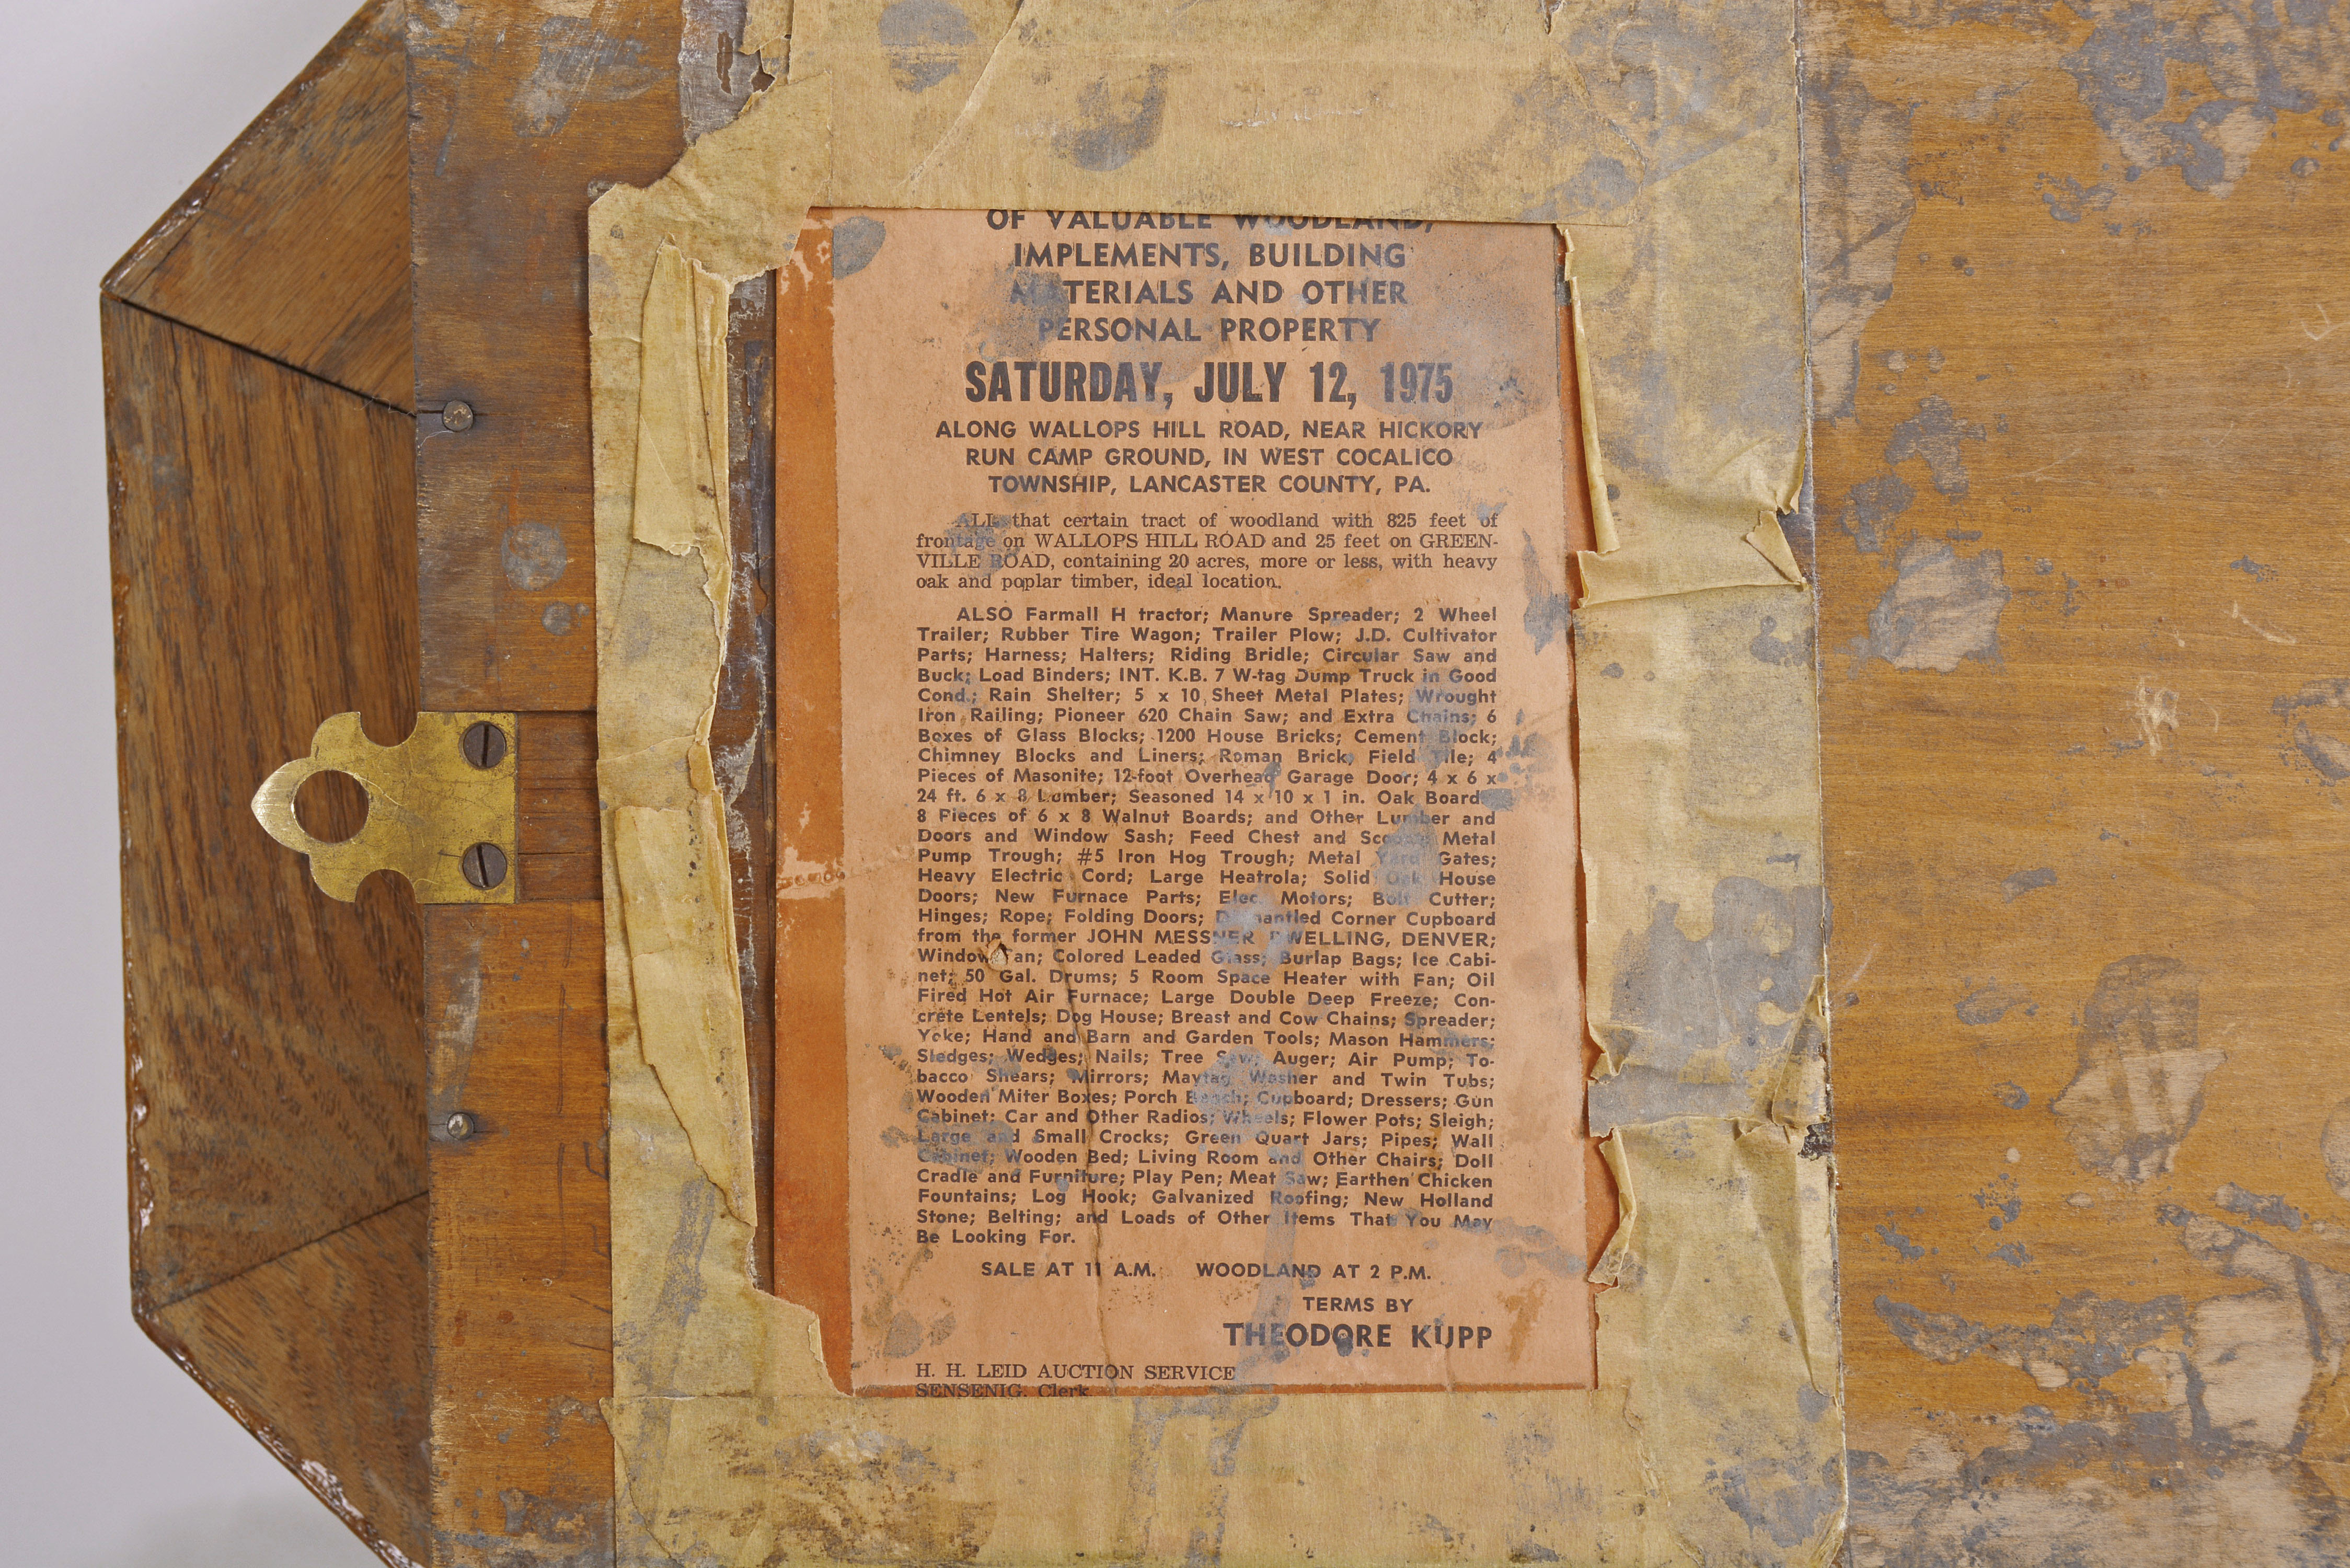 OF VALUABLE WOODLAND,
IMPLEMENTS, BUILDING
MATERIALS AND OTHER
PERSONAL PROPERTY
SATURDAY, JULY 12, 1975
ALONG WALLOPS HILL ROAD, NEAR HICKORY
RUN CAMP GROUND, IN WEST COCALICO
TOWNSHIP, LANCASTER COUNTY, PA.
ALL that certain tract of woodland with 825 feet of
frontage on WALLOPS HILL ROAD and 25 feet on GREEN-
VILLE ROAD, containing 20 acres, more or less, with heavy
oak and poplar timber, ideal location.
ALSO Farmall H tractor; Manure Spreader; 2 Wheel
Trailer; Rubber Tire Wagon; Trailer Plow; J.D. Cultivator
Parts; Harness; Halters; Riding Bridle; Circular Saw and
Buck; Load Binders; INT. K.B. 7 W-tag Dump Truck in Good
Cond.; Rain Shelter; 5 x 10 Sheet Metal Plates; Wrought
Iron Railing; Pioneer 620 Chain Saw; and Extra Chains; 6
Boxes of Glass Blocks; 1200 House Bricks; Cement Block;
Chimney Blocks and Liners; Roman Brick, Field Tile; 4
Pieces of Masonite; 12-foot Overhead Garage Door; 4 x 6 x
24 ft. 6 x 8 Lumber; Seasoned 14 x 10 x 1 in. Oak Board
8 Pieces of 6 x 8 Walnut Boards; and Other Lumber and
Doors and Window Sash; Feed Chest and Scoops; Metal
Pump Trough; #5 Iron Hog Trough; Metal Yard Gates;
Heavy Electric Cord; Large Heatrola; Solid Oak House
Doors; New Furnace Parts; Elec. Motors; Bolt Cutter;
Hinges; Rope; Folding Doors; Dismantled Corner Cupboard
from the former JOHN MESSNER DWELLING, DENVER;
Window Fan; Colored Leaded Glass; Burlap Bags; Ice Cabi-
net; 50 Gal. Drums; 5 Room Space Heater with Fan; Oil
Fired Hot Air Furnace; Large Double Deep Freeze; Con-
crete Lentels; Dog House; Breast and Cow Chains; Spreader;
Yoke; Hand and Barn and Garden Tools; Mason Hammers;
Sledges; Wedges; Nails; Tree Saw; Auger; Air Pump; To-
bacco Shears; Mirrors; Maytag Washer and Twin Tubs;
Wooden Miter Boxes; Porch Bench; Cupboard; Dressers; Gun
Cabinet; Car and Other Radios; Wheels; Flower Pots; Sleigh;
Large and Small Crocks; Green Quart Jars; Pipes; Wall
Cabinet; Wooden Bed; Living Room and Other Chairs; Doll
Cradle and Furniture; Play Pen; Meat Saw; Earthen Chicken
Fountains; Log Hook; Galvanized Roofing; New Holland
Stone; Belting; and Loads of Other Items That You May
Be Looking For.
SALE AT 11 A.M. WOODLAND AT 2 P.M.
TERMS BY
THEODORE KUPP
H. H. LEID AUCTION SERVICE
SENSENIG, Clerk